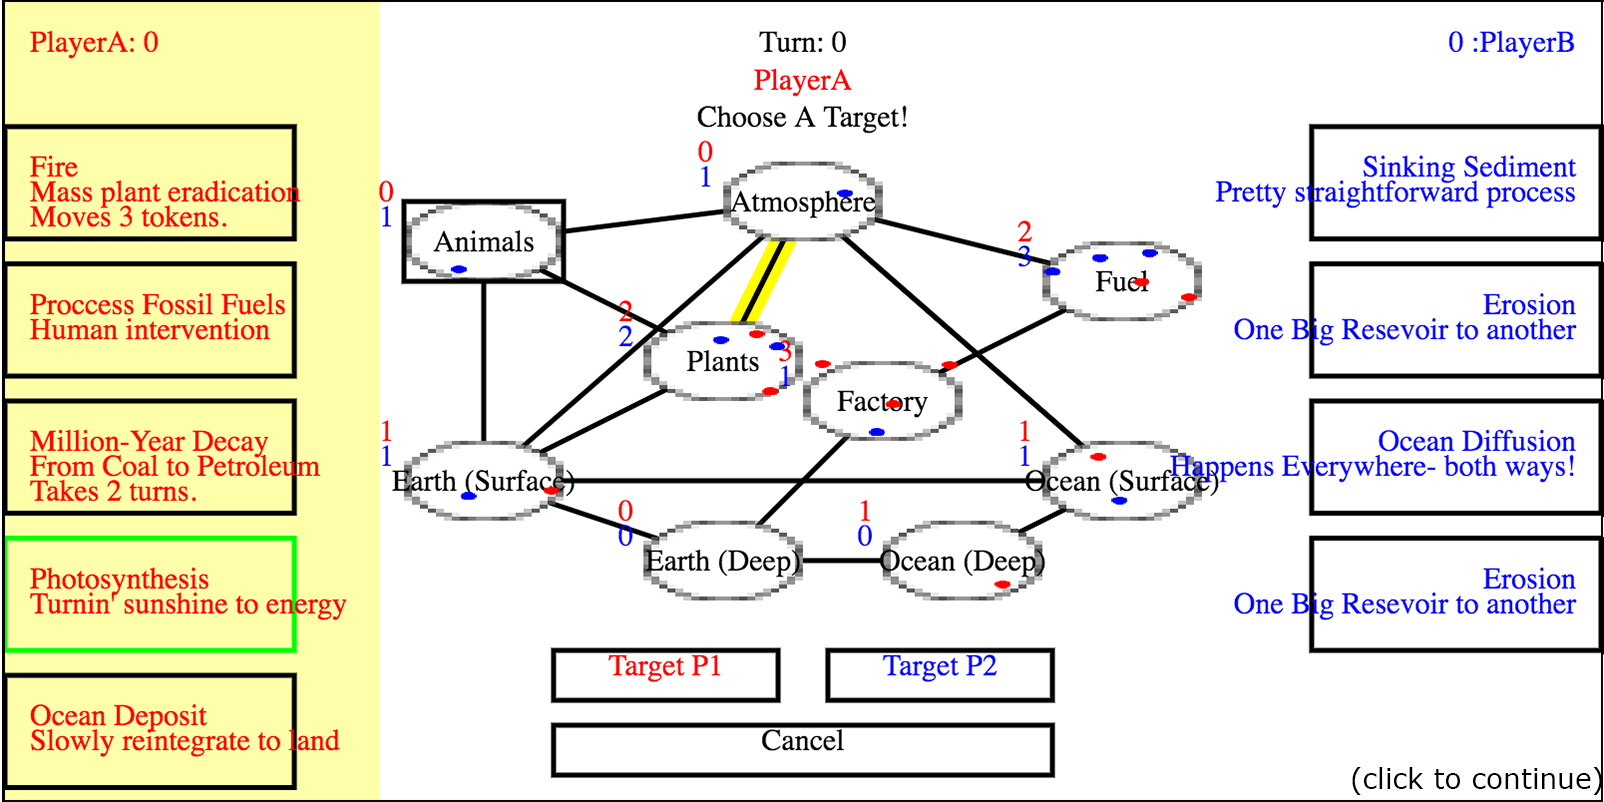 PlayerA: 0
Turn: 0
0 :PlayerB
PlayerA
Choose A Target!
Fire
Mass plant eradication
Moves 3 tokens.
Proccess Fossil Fuels
Human intervention
Million-Year Decay
From Coal to Petroleum
Takes 2 turns.
Photosynthesis
Turnin' sunshine to energy
Ocean Deposit
Slowly reintegrate to land
0
1
Atmosphere
0
1
Animals
2
3
Fuel
2
2
Plants
3
1
Factory
1
1
Earth (Surface)
1
1
Ocean (Surface)
0
0
Earth (Deep)
1
0
Ocean (Deep)
Target P1
Target P2
Cancel
Sinking Sediment
Pretty straightforward process
Erosion
One Big Resevoir to another
Ocean Diffusion
Happens Everywhere- both ways!
Erosion
One Big Resevoir to another
(click to continue)